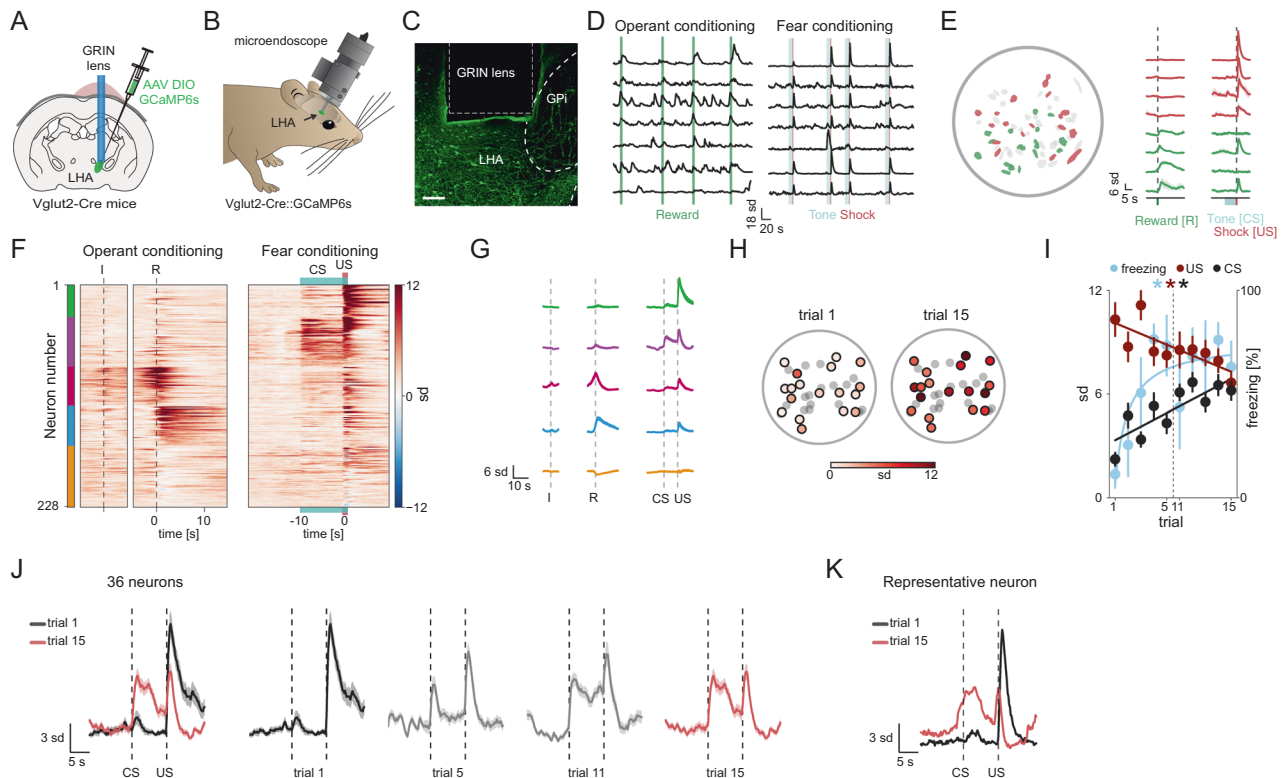 A
GRIN
lens
AAV DIO
GCaMP6s
LHA
Vglut2-Cre mice
B
microendoscope
LHA
Vglut2-Cre::GCaMP6s
C
GRIN lens
GPi
LHA
D
Operant conditioning
Fear conditioning
Reward
Tone Shock
18 sd
20 s
E
6 sd
5 s
Reward [R]
Tone [CS]
Shock [US]
F
Operant conditioning
Fear conditioning
I
R
CS
US
1
Neuron number
228
0
10
time [s]
-10
0
time [s]
12
0
−12
sd
G
6 sd
10 s
I
R
CS
US
H
trial 1
trial 15
0
sd
12
I
freezing
US
CS
* * *
12
6
0
sd
100
0
freezing [%]
1
5
11
15
trial
J
36 neurons
trial 1
trial 15
3 sd
5 s
CS
US
trial 1
trial 5
trial 11
trial 15
K
Representative neuron
trial 1
trial 15
3 sd
5 s
CS
US